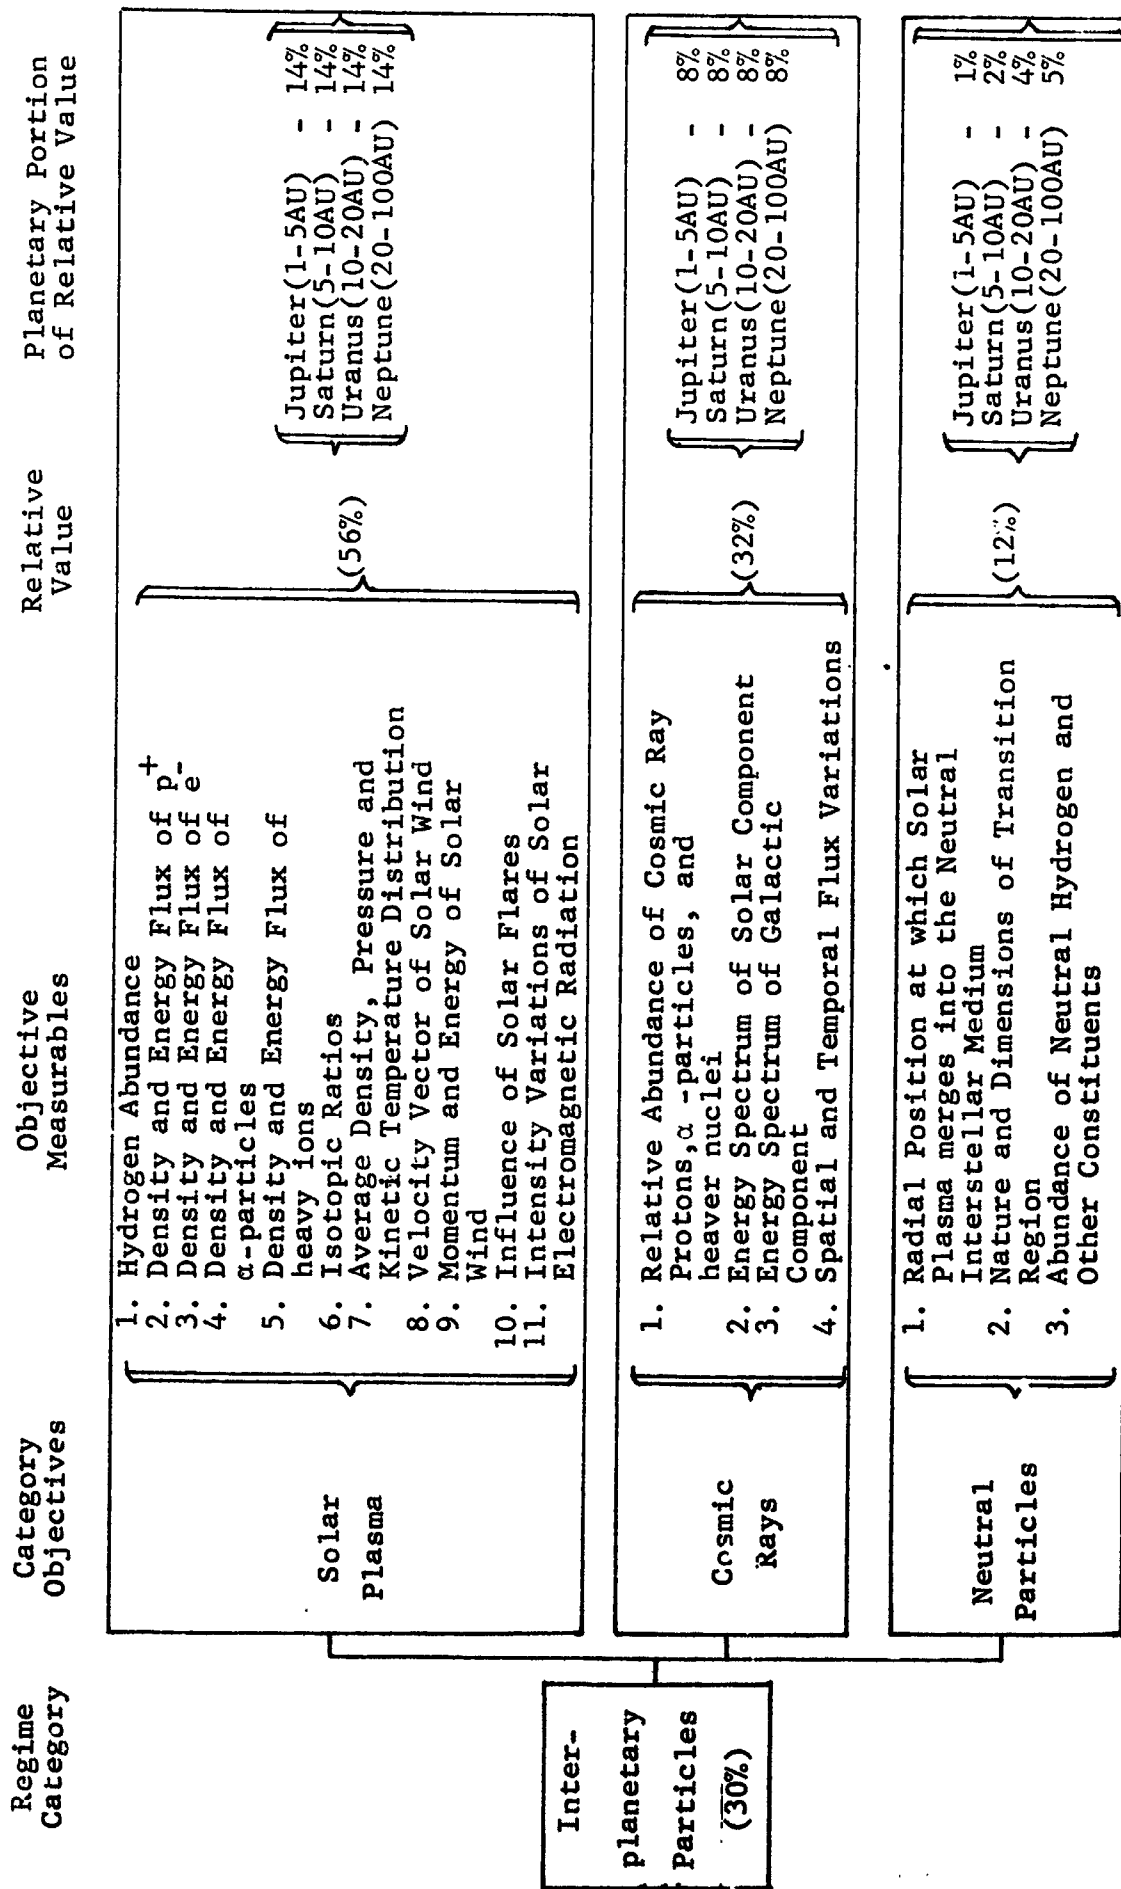 Regime
Category
Category
Objectives
Objective
Measurables
Relative
Value
Planetary Portion
of Relative Value
Inter-
planetary
Particles
(30%)
Solar
Plasma
1. Hydrogen Abundance
2. Density and Energy Flux of p+
3. Density and Energy Flux of e-
4. Density and Energy Flux of
α-particles
5. Density and Energy Flux of
heavy ions
6. Isotopic Ratios
7. Average Density, Pressure and
Kinetic Temperature Distribution
8. Velocity Vector of Solar Wind
9. Momentum and Energy of Solar
Wind
10. Influence of Solar Flares
11. Intensity Variations of Solar
Electromagnetic Radiation
(56%)
Jupiter(1-5AU) - 14%
Saturn(5-10AU) - 14%
Uranus(10-20AU) - 14%
Neptune(20-100AU) 14%
Cosmic
Rays
1. Relative Abundance of Cosmic Ray
Protons, α -particles, and
heaver nuclei
2. Energy Spectrum of Solar Component
3. Energy Spectrum of Galactic
Component
4. Spatial and Temporal Flux Variations
(32%)
Jupiter(1-5AU) - 8%
Saturn(5-10AU) - 8%
Uranus(10-20AU) - 8%
Neptune(20-100AU) 8%
Neutral
Particles
1. Radial Position at which Solar
Plasma merges into the Neutral
Interstellar Medium
2. Nature and Dimensions of Transition
Region
3. Abundance of Neutral Hydrogen and
Other Constituents
(12%)
Jupiter(1-5AU) - 1%
Saturn(5-10AU) - 2%
Uranus(10-20AU) - 4%
Neptune(20-100AU) 5%